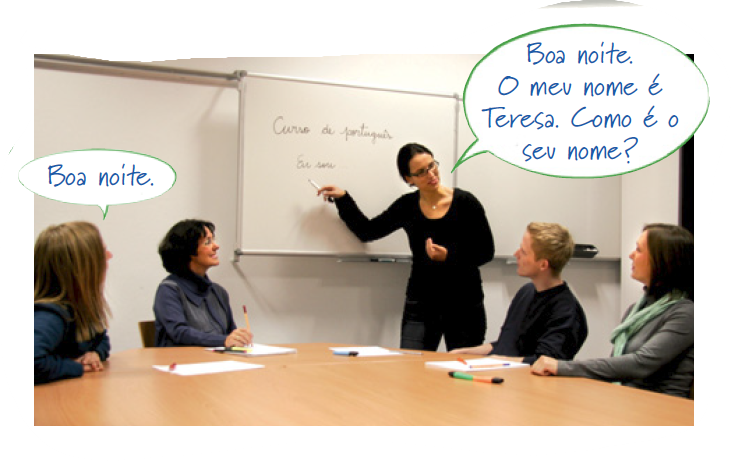 Boa noite.
O meu nome é
Teresa. Como é o
seu nome?
Curso de português
Eu sou ...
Boa noite.